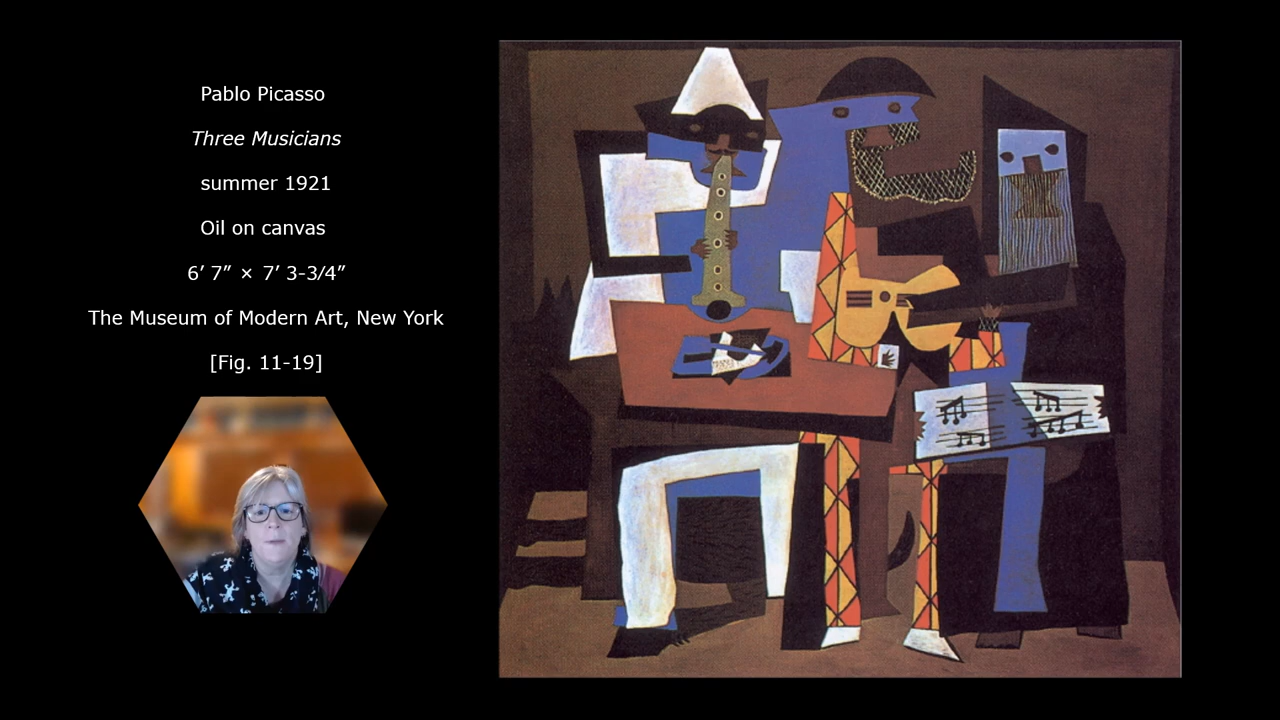 Pablo Picasso
Three Musicians
summer 1921
Oil on canvas
6’ 7” × 7’ 3-3/4”
The Museum of Modern Art, New York
[Fig. 11-19]